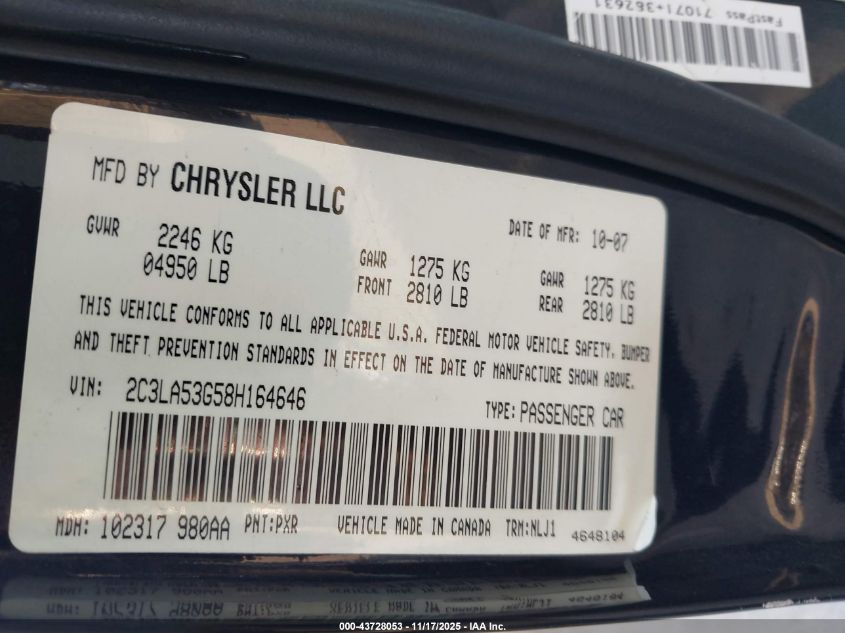 FastPass 71071+382631
MFD BY CHRYSLER LLC
DATE OF MFR: 10-07
GVWR 2246 KG
04950 LB
GAWR FRONT 1275 KG
2810 LB
GAWR REAR 1275 KG
2810 LB
THIS VEHICLE CONFORMS TO ALL APPLICABLE U.S.A. FEDERAL MOTOR VEHICLE SAFETY, BUMPER
AND THEFT PREVENTION STANDARDS IN EFFECT ON THE DATE OF MANUFACTURE SHOWN ABOVE.
VIN: 2C3LA53G58H164646
TYPE: PASSENGER CAR
MDH: 102317 980AA PNT:PXR VEHICLE MADE IN CANADA TRM:NLJ1 4648104
000-43728053 - 11/17/2025 - IAA Inc.